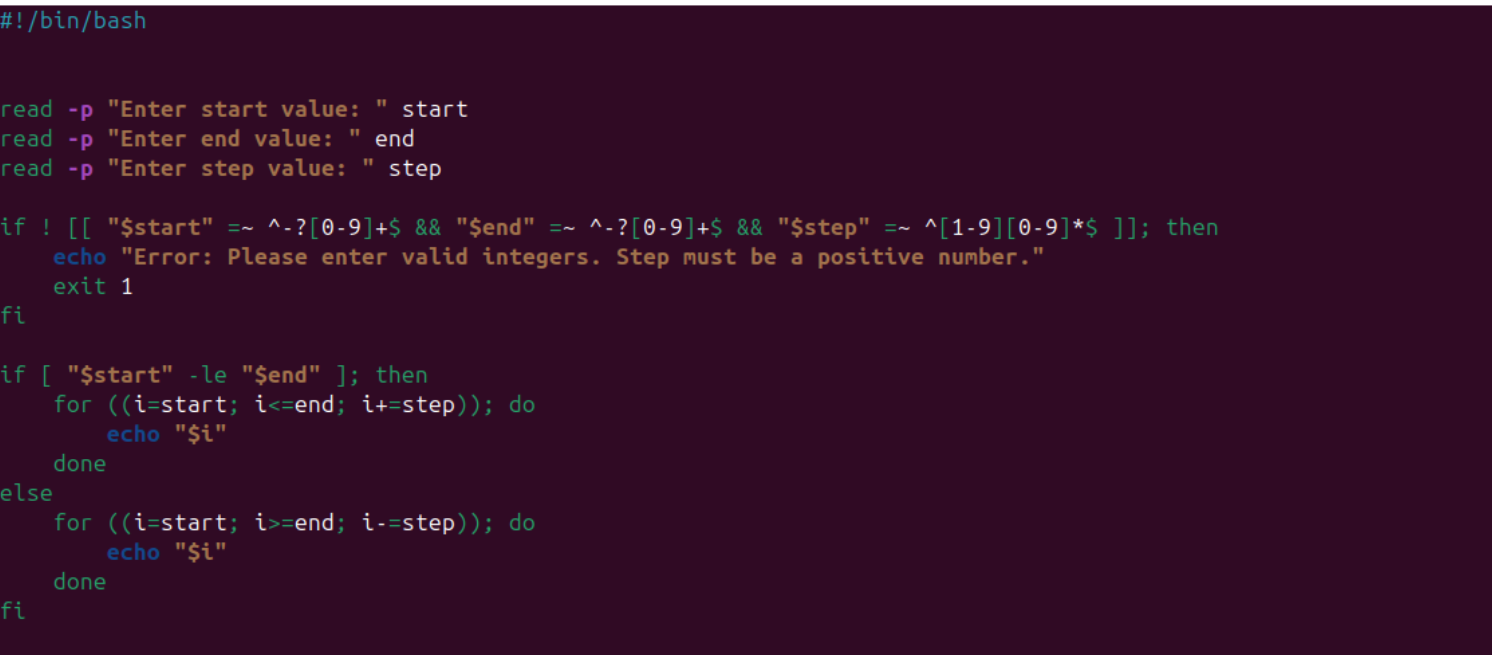 #!/bin/bash
read -p "Enter start value: " start
read -p "Enter end value: " end
read -p "Enter step value: " step
if ! [[ "$start" =~ ^-?[0-9]+$ && "$end" =~ ^-?[0-9]+$ && "$step" =~ ^[1-9][0-9]*$ ]]; then
    echo "Error: Please enter valid integers. Step must be a positive number."
    exit 1
fi
if [ "$start" -le "$end" ]; then
    for ((i=start; i<=end; i+=step)); do
        echo "$i"
    done
else
    for ((i=start; i>=end; i-=step)); do
        echo "$i"
    done
fi